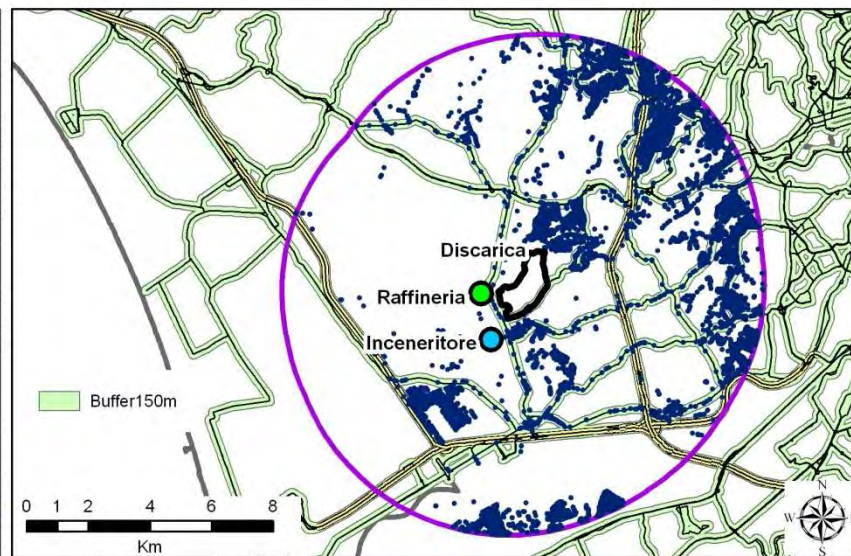 Discarica
Raffineria
Inceneritore
Buffer150m
0 1 2 4 6 8
Km
N
W E
S